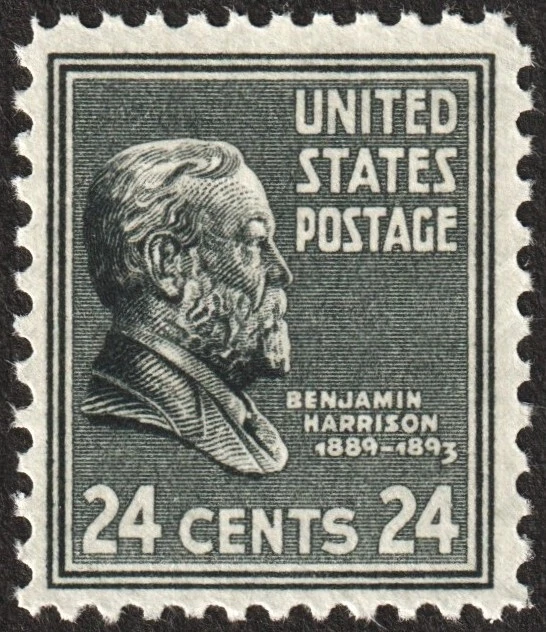 UNITED
STATES
POSTAGE
BENJAMIN
HARRISON
1889-1893
24 CENTS 24